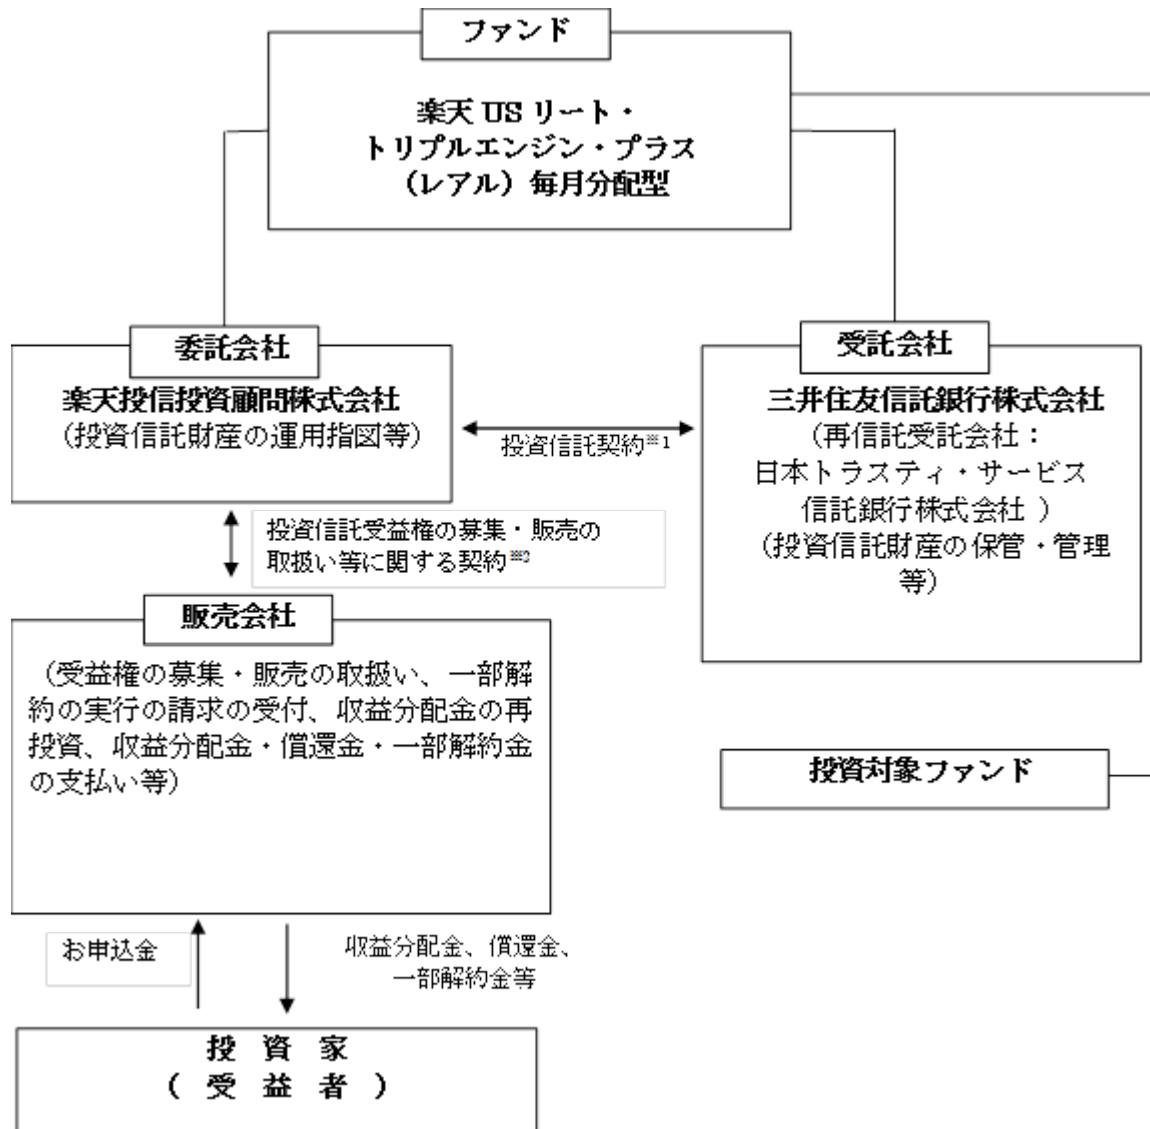 ファンド
楽天 US リート・
トリプルエンジン・プラス
（レアル）毎月分配型
委託会社
楽天投信投資顧問株式会社
（投資信託財産の運用指図等）
投資信託契約※1
受託会社
三井住友信託銀行株式会社
（再信託受託会社：
日本トラスティ・サービス
信託銀行株式会社 ）
（投資信託財産の保管・管理
等）
投資信託受益権の募集・販売の
取扱い等に関する契約※2
販売会社
（受益権の募集・販売の取扱い、一部解
約の実行の請求の受付、収益分配金の再
投資、収益分配金・償還金・一部解約金
の支払い等）
投資対象ファンド
お申込金
収益分配金、償還金、
一部解約金等
投 資 家
（ 受 益 者 ）